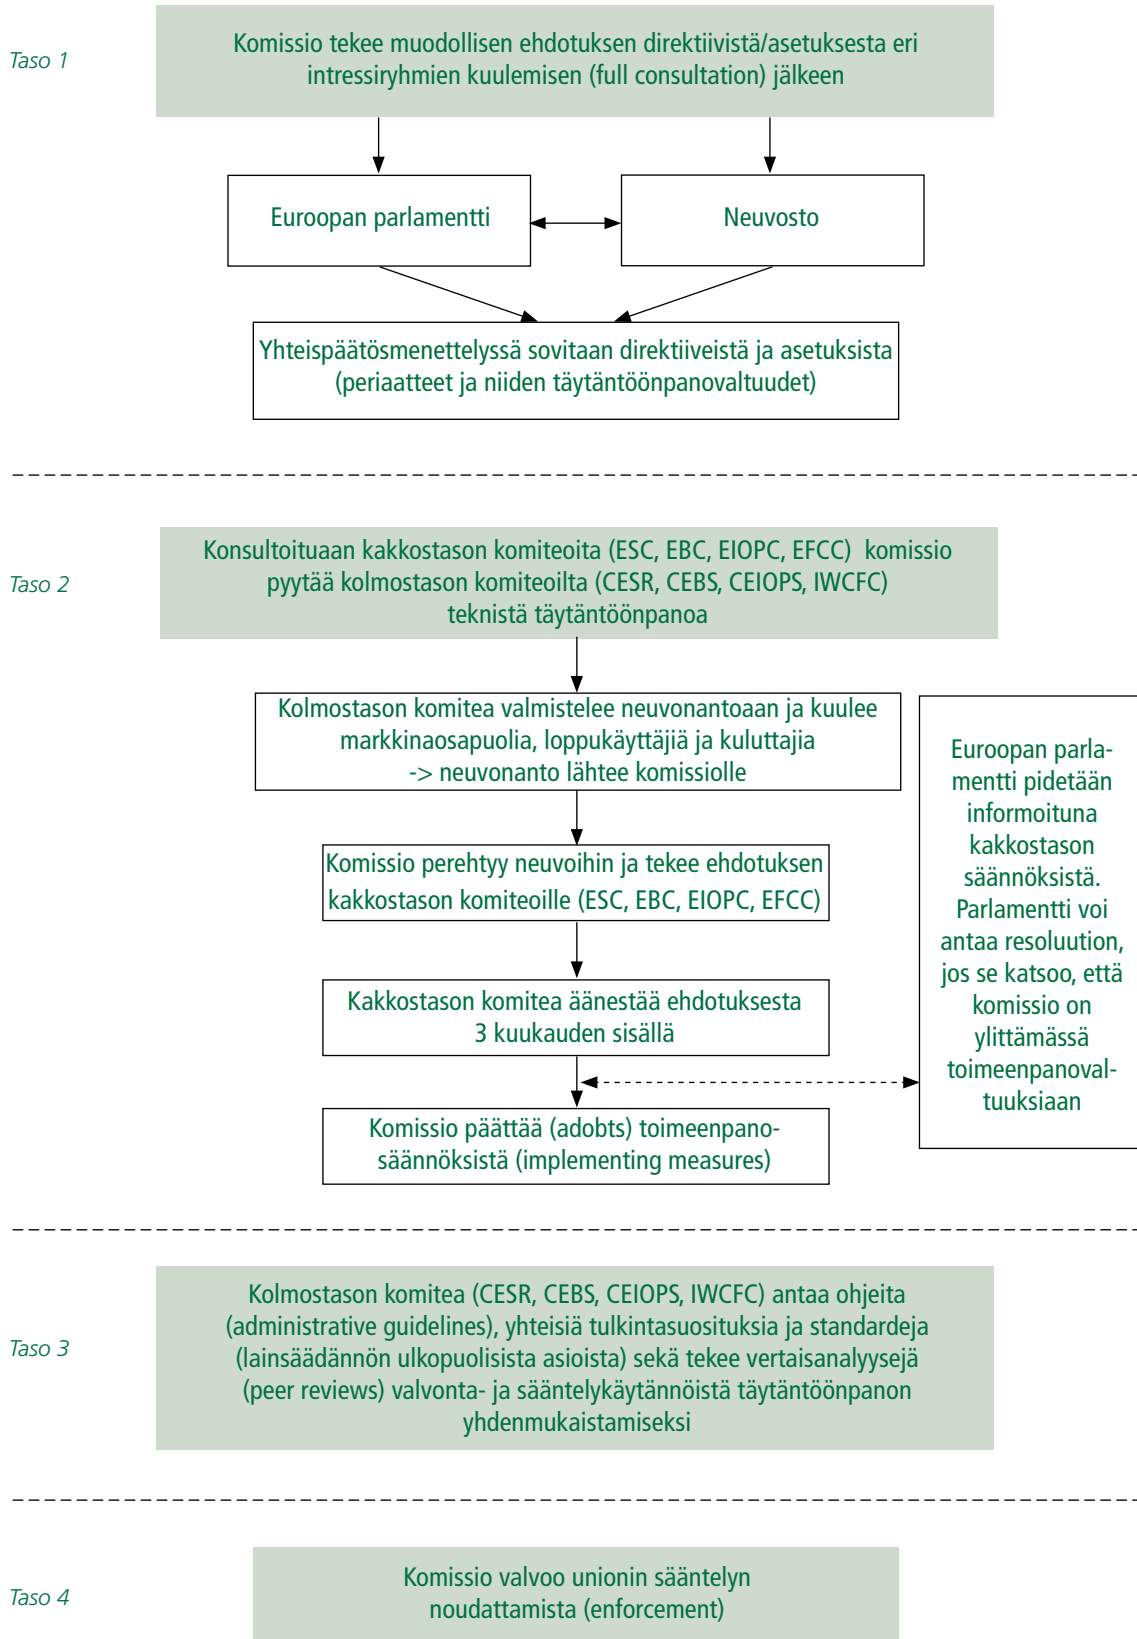 Taso 1
Komissio tekee muodollisen ehdotuksen direktiivistä/asetuksesta eri
intressiryhmien kuulemisen (full consultation) jälkeen
Euroopan parlamentti
Neuvosto
Yhteispäätösmenettelyssä sovitaan direktiiveistä ja asetuksista
(periaatteet ja niiden täytäntöönpanovaltuudet)
Taso 2
Konsultoituaan kakkostason komiteoita (ESC, EBC, EIOPC, EFCC) komissio
pyytää kolmostason komiteoilta (CESR, CEBS, CEIOPS, IWCFC)
teknistä täytäntöönpanoa
Kolmostason komitea valmistelee neuvonantoaan ja kuulee
markkinaosapuolia, loppukäyttäjiä ja kuluttajia
-> neuvonanto lähtee komissiolle
Komissio perehtyy neuvoihin ja tekee ehdotuksen
kakkostason komiteoille (ESC, EBC, EIOPC, EFCC)
Kakkostason komitea äänestää ehdotuksesta
3 kuukauden sisällä
Komissio päättää (adobts) toimeenpano-
säännöksistä (implementing measures)
Euroopan parla-
mentti pidetään
informoituna
kakkostason
säännöksistä.
Parlamentti voi
antaa resoluution,
jos se katsoo, että
komissio on
ylittämässä
toimeenpanoval-
tuuksiaan
Taso 3
Kolmostason komitea (CESR, CEBS, CEIOPS, IWCFC) antaa ohjeita
(administrative guidelines), yhteisiä tulkintasuosituksia ja standardeja
(lainsäädännön ulkopuolisista asioista) sekä tekee vertaisanalyysejä
(peer reviews) valvonta- ja sääntelykäytännöistä täytäntöönpanon
yhdenmukaistamiseksi
Taso 4
Komissio valvoo unionin sääntelyn
noudattamista (enforcement)